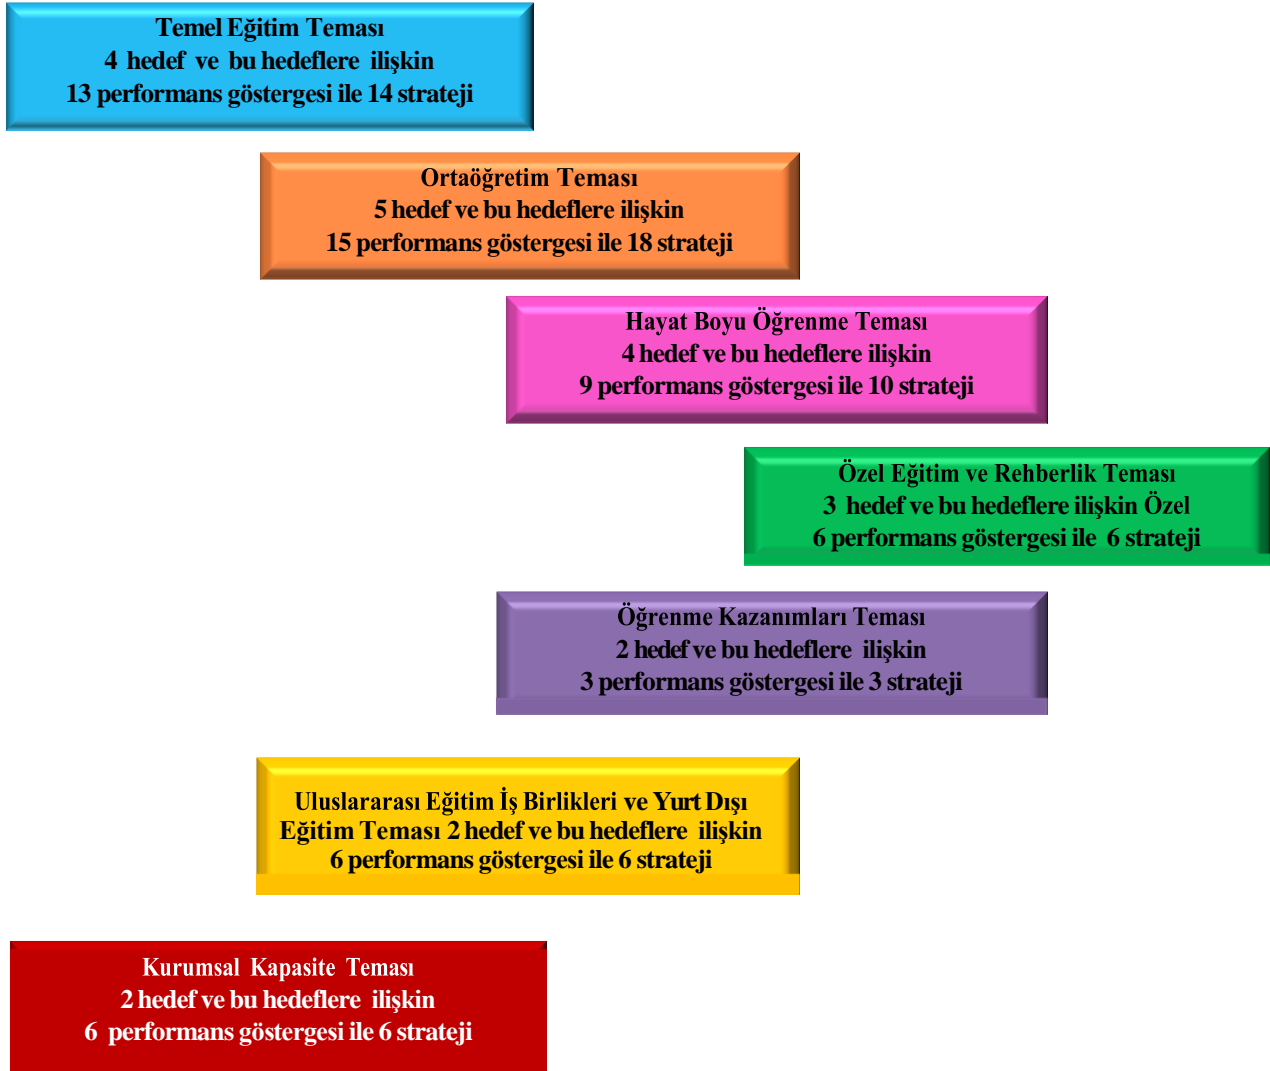 Temel Eğitim Teması
4 hedef ve bu hedeflere ilişkin
13 performans göstergesi ile 14 strateji
Ortaöğretim Teması
5 hedef ve bu hedeflere ilişkin
15 performans göstergesi ile 18 strateji
Hayat Boyu Öğrenme Teması
4 hedef ve bu hedeflere ilişkin
9 performans göstergesi ile 10 strateji
Özel Eğitim ve Rehberlik Teması
3 hedef ve bu hedeflere ilişkin Özel
6 performans göstergesi ile 6 strateji
Öğrenme Kazanımları Teması
2 hedef ve bu hedeflere ilişkin
3 performans göstergesi ile 3 strateji
Uluslararası Eğitim İş Birlikleri ve Yurt Dışı
Eğitim Teması 2 hedef ve bu hedeflere ilişkin
6 performans göstergesi ile 6 strateji
Kurumsal Kapasite Teması
2 hedef ve bu hedeflere ilişkin
6 performans göstergesi ile 6 strateji